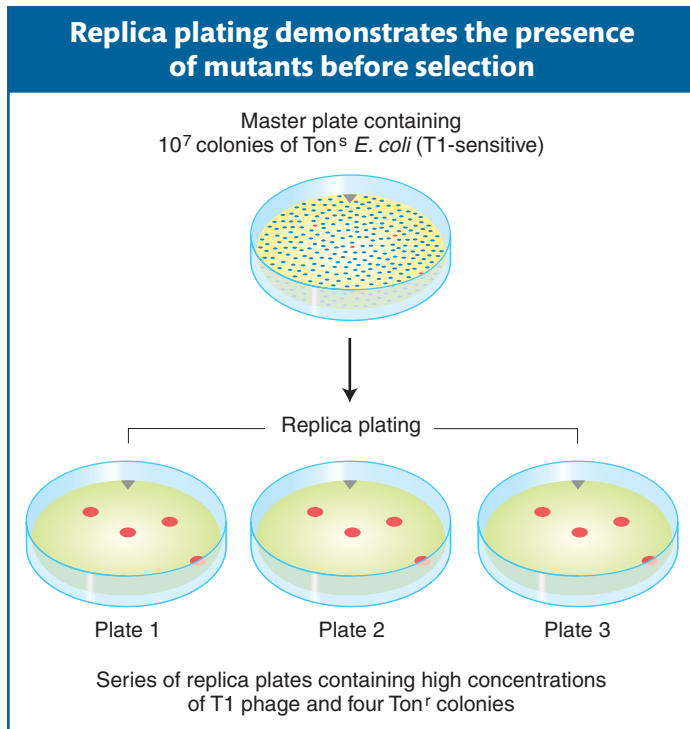 Replica plating demonstrates the presence
of mutants before selection
Master plate containing
10⁷ colonies of Tonˢ E. coli (T1-sensitive)
Replica plating
Plate 1
Plate 2
Plate 3
Series of replica plates containing high concentrations
of T1 phage and four Tonʳ colonies